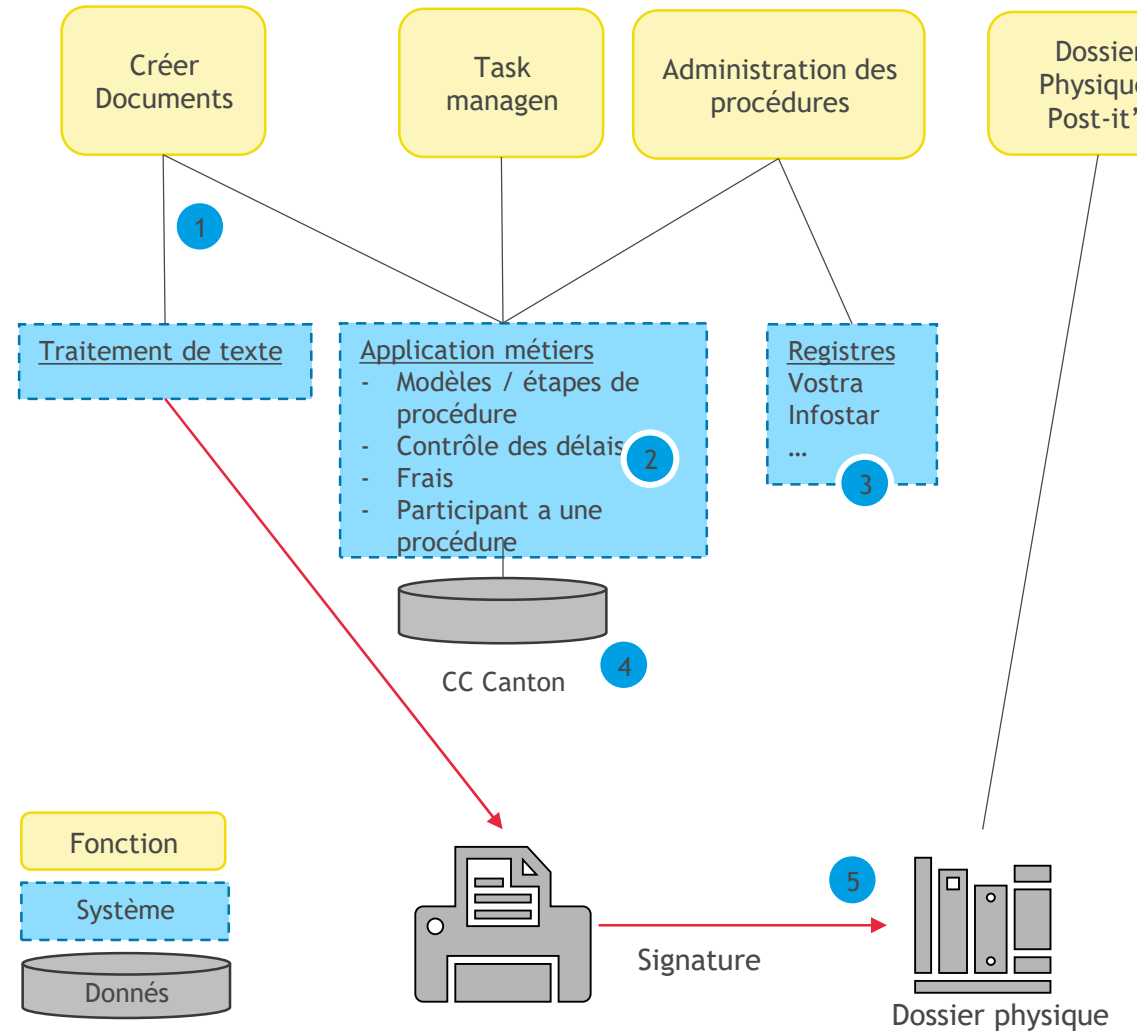 Créer
Documents
Task
managen
Administration des
procédures
Dossier
Physique
Post-it'
1
Traitement de texte
Application métiers
- Modèles / étapes de
procédure
- Contrôle des délais
- Frais
- Participant a une
procédure
2
Registres
Vostra
Infostar
...
3
4
CC Canton
Fonction
Système
Donnés
5
Signature
Dossier physique